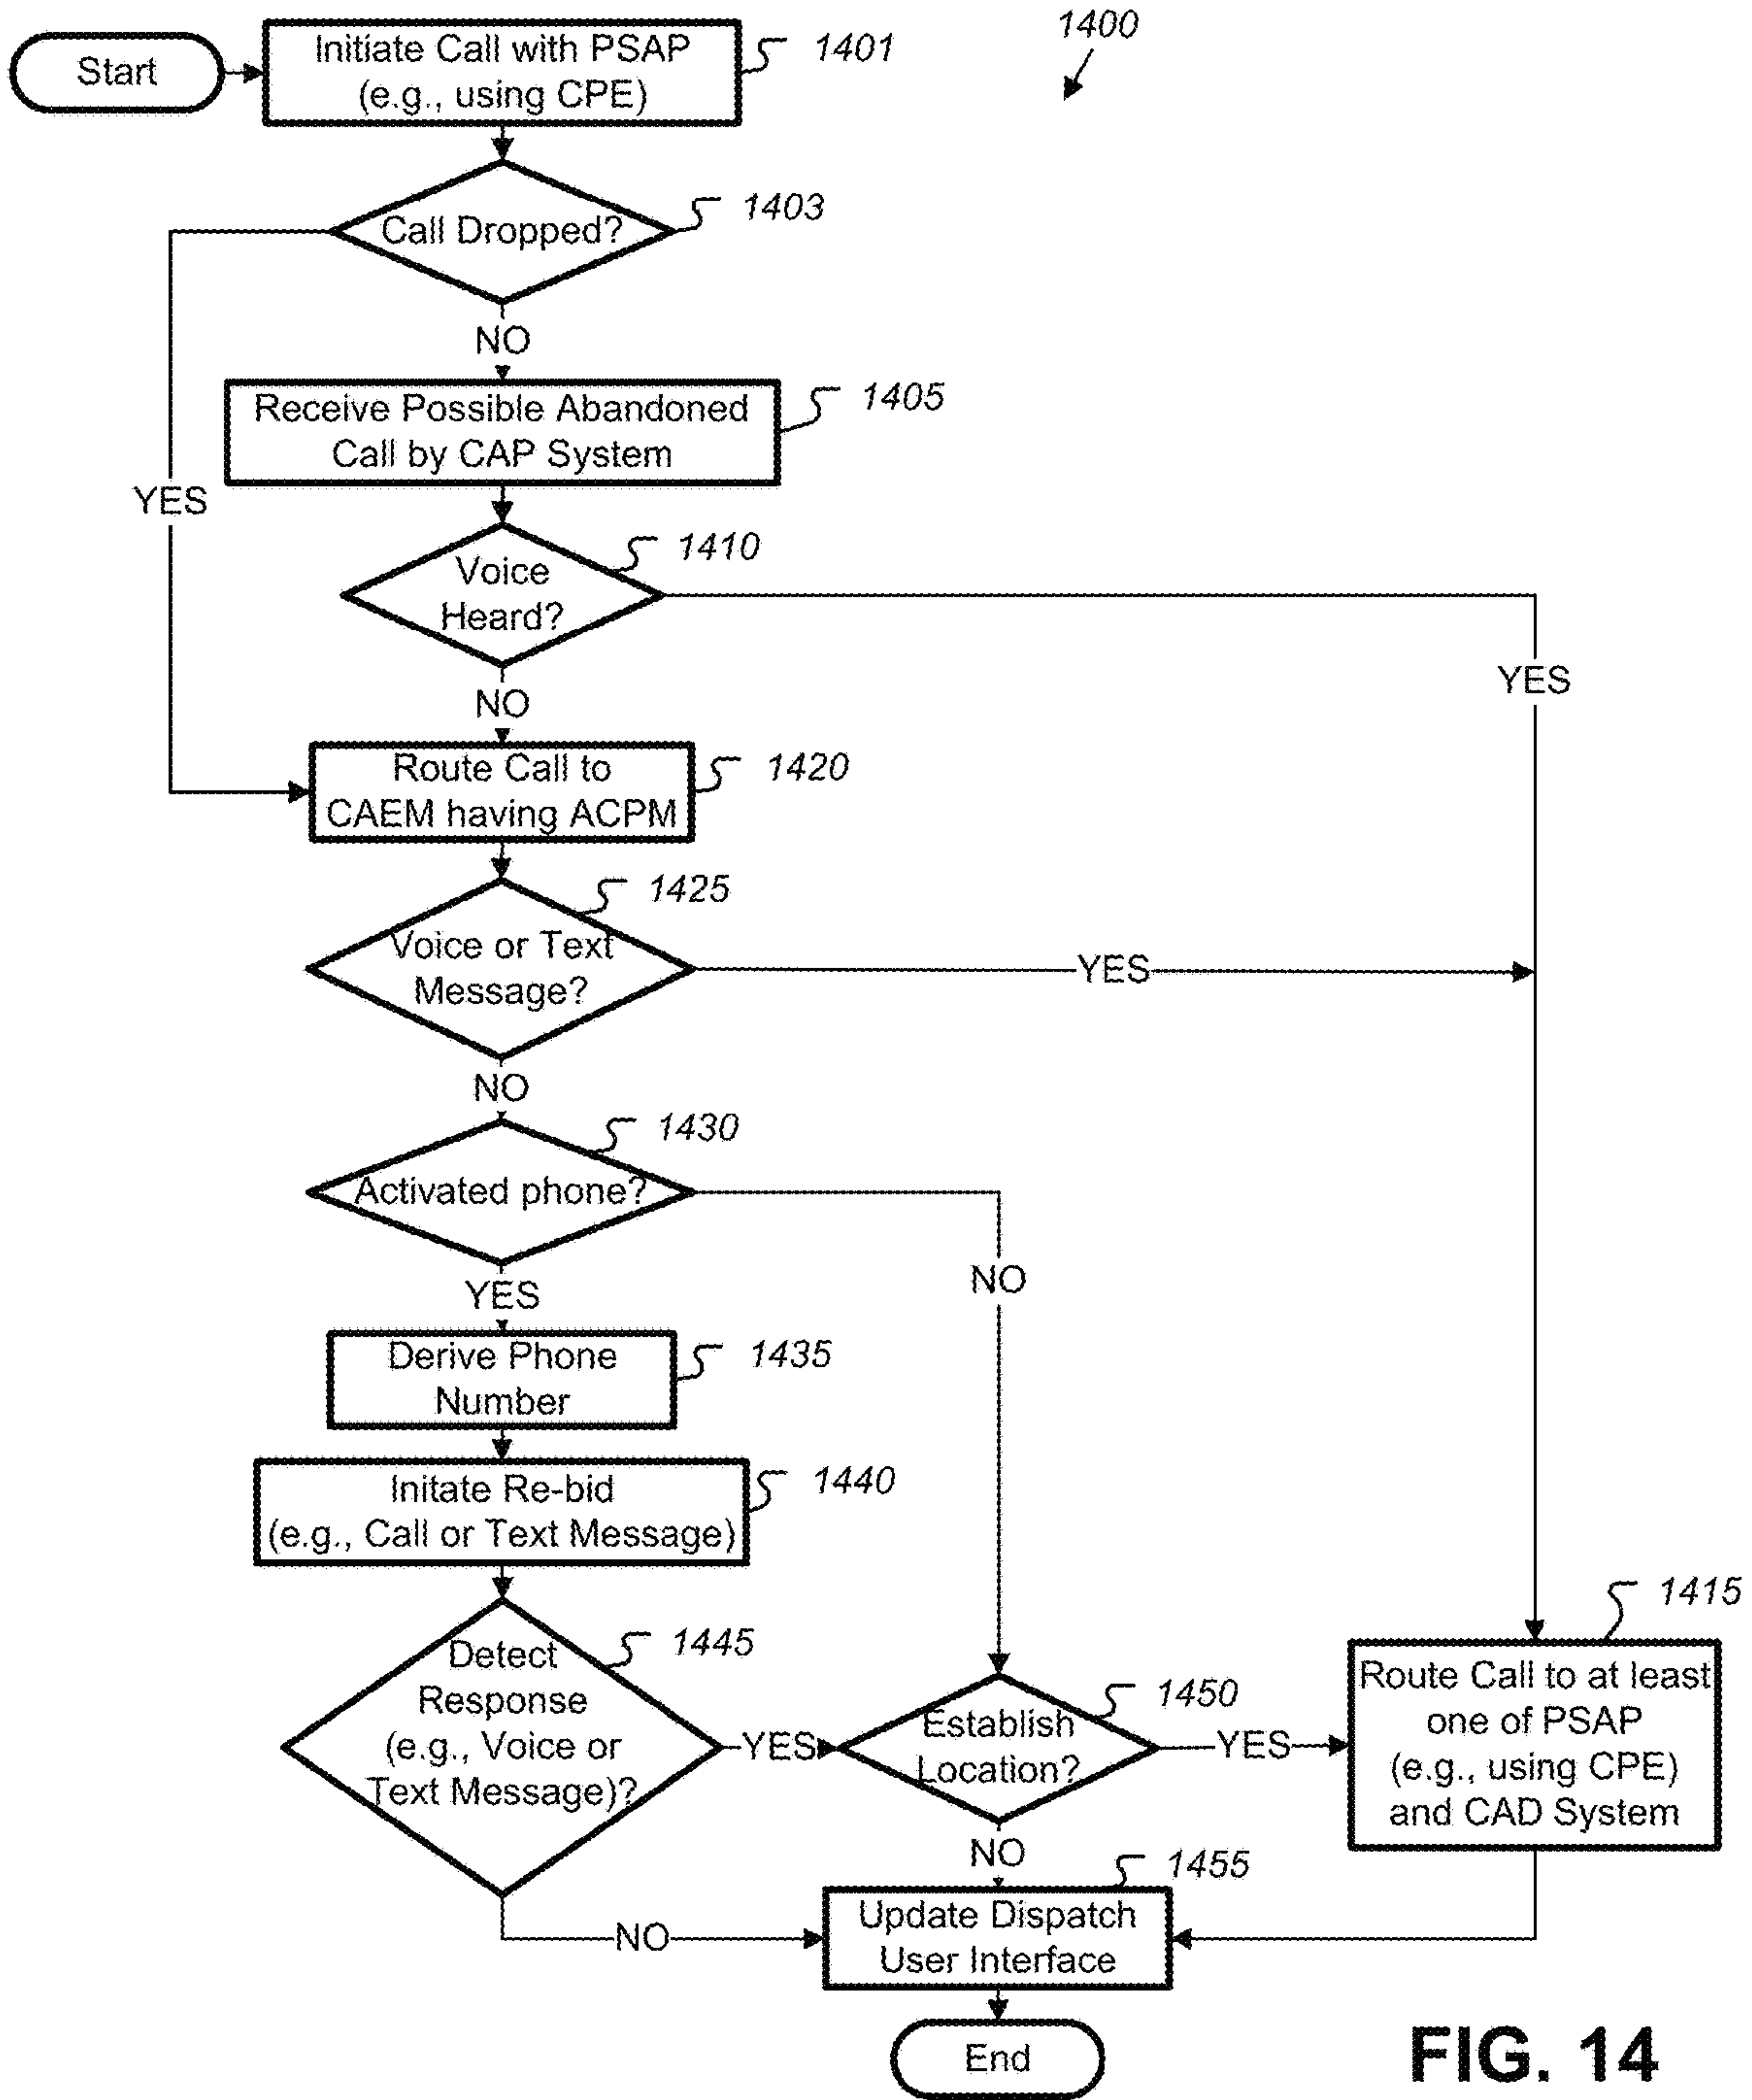 1400
Start
Initiate Call with PSAP
(e.g., using CPE)
1401
Call Dropped?
1403
NO
YES
Receive Possible Abandoned
Call by CAP System
1405
Voice
Heard?
1410
YES
NO
Route Call to
CAEM having ACPM
1420
Voice or Text
Message?
1425
YES
NO
Activated phone?
1430
NO
YES
Derive Phone
Number
1435
Initate Re-bid
(e.g., Call or Text Message)
1440
Detect
Response
(e.g., Voice or
Text Message)?
1445
YES
Establish
Location?
1450
YES
Route Call to at least
one of PSAP
(e.g., using CPE)
and CAD System
1415
NO
NO
Update Dispatch
User Interface
1455
End
FIG. 14